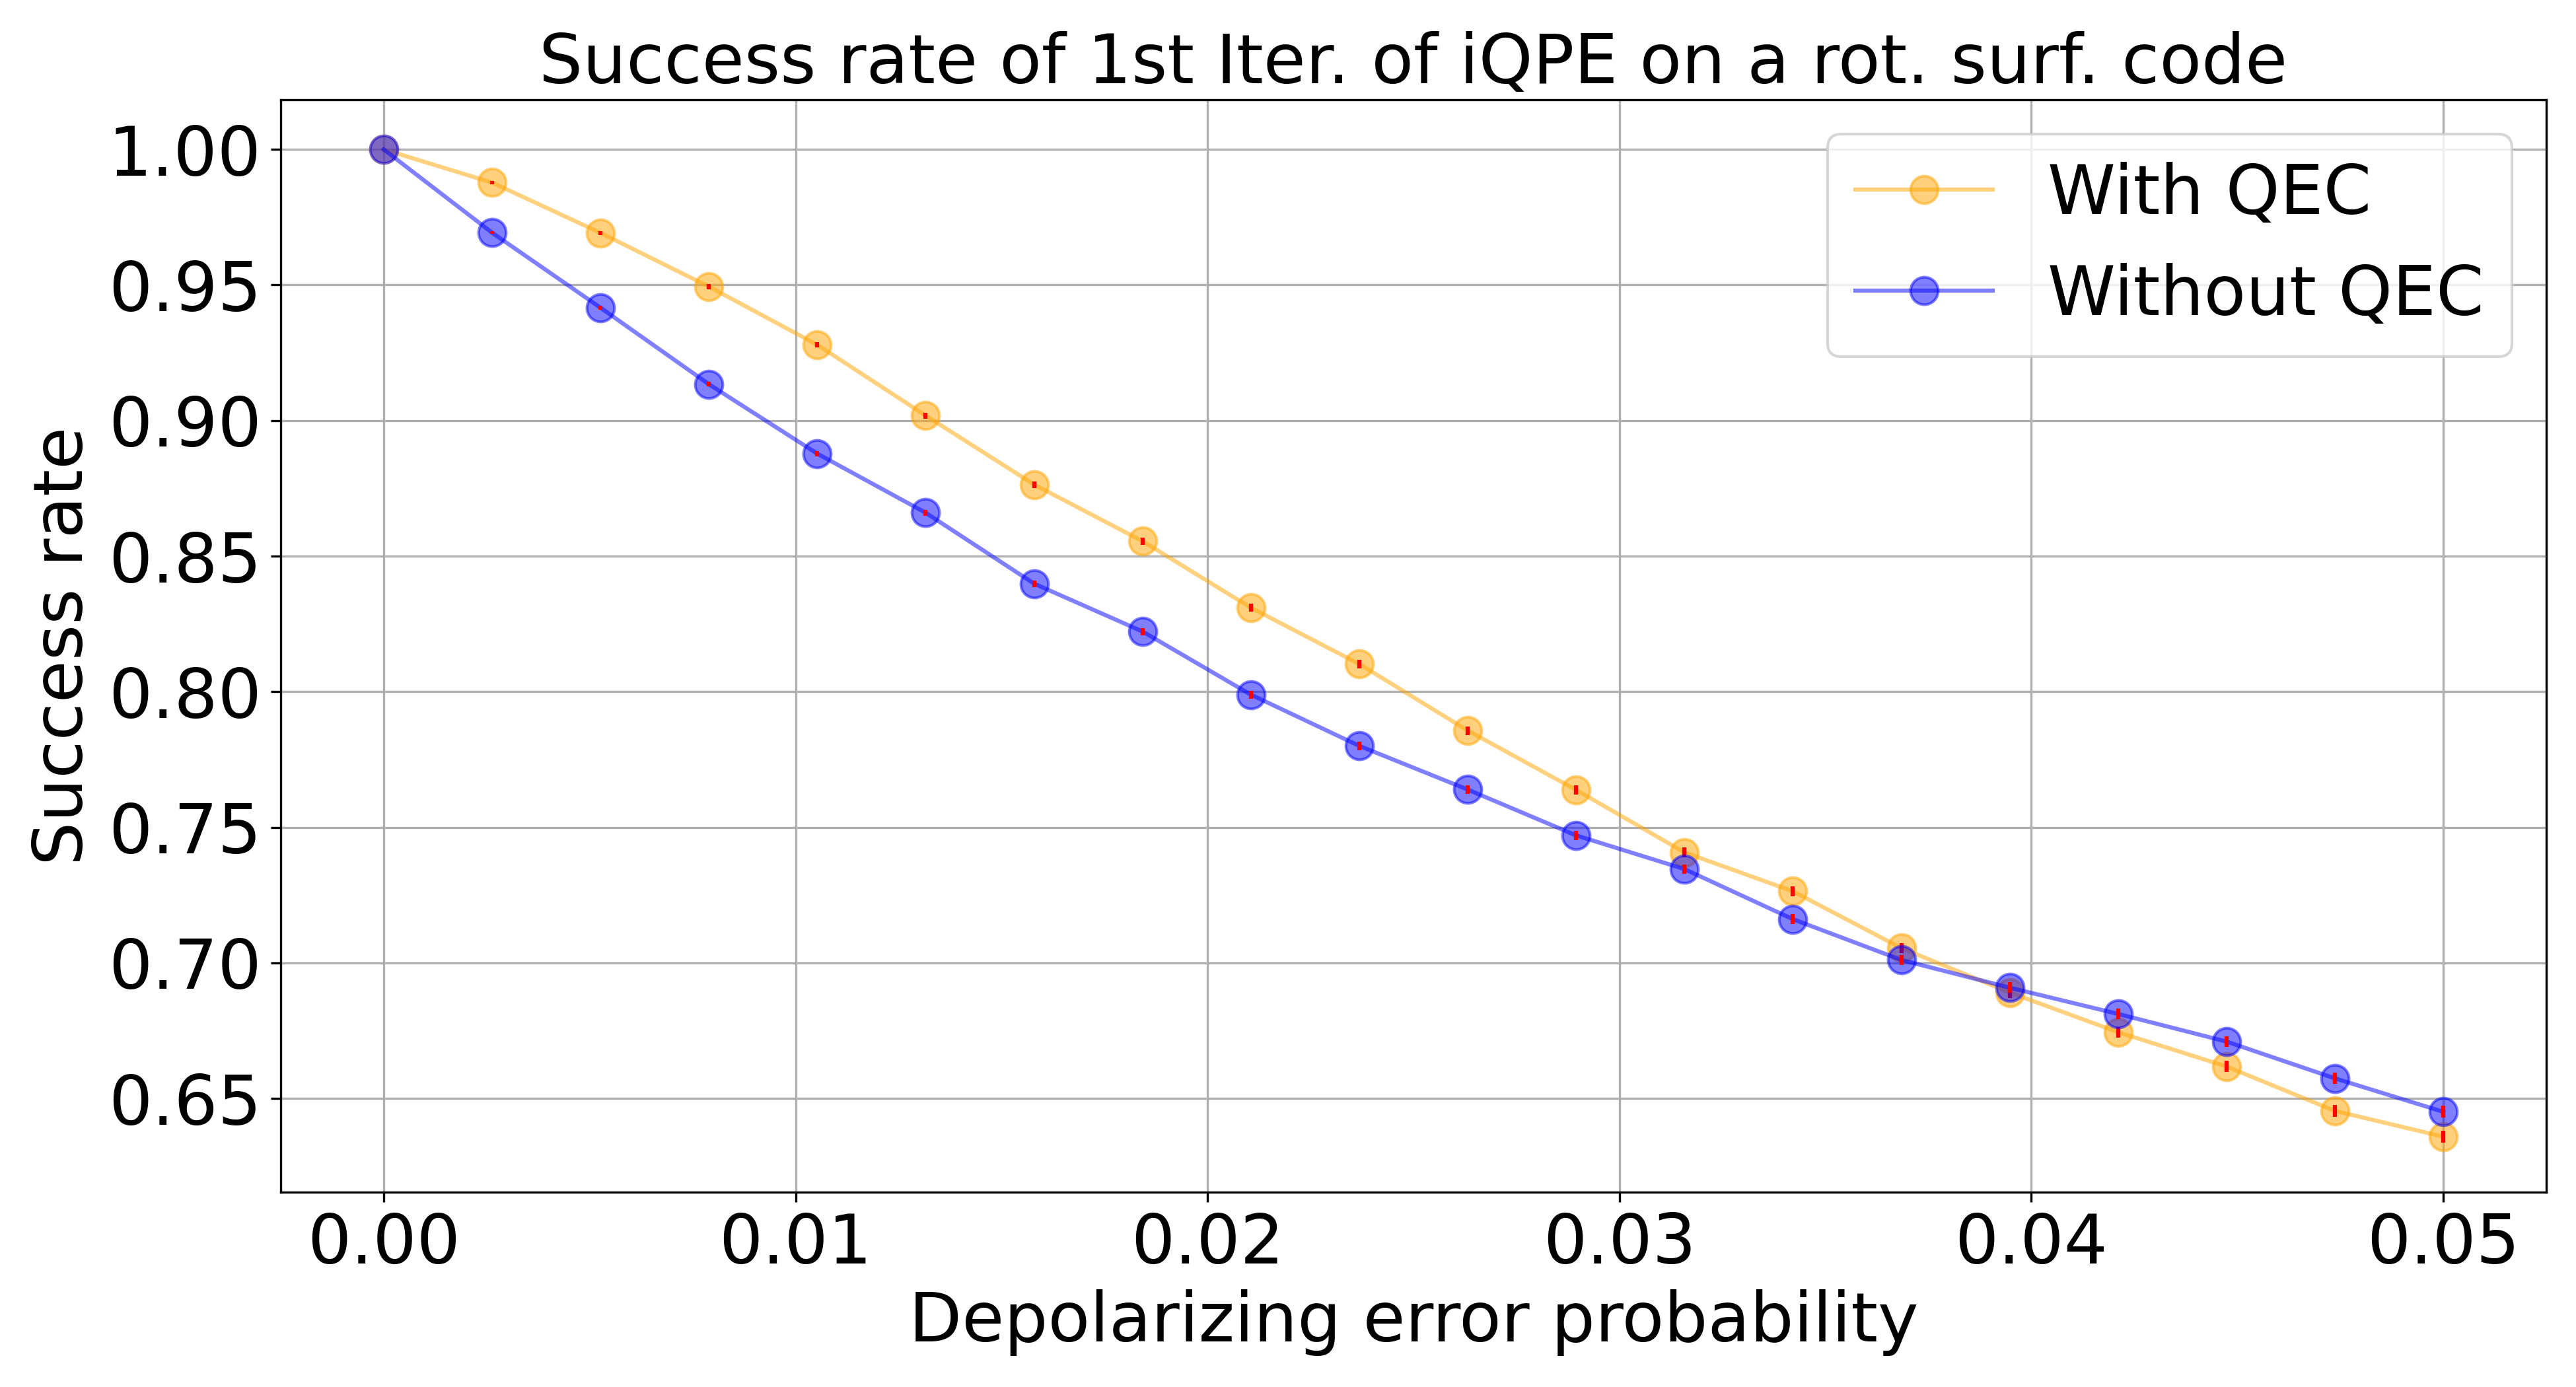 Success rate of 1st Iter. of iQPE on a rot. surf. code
With QEC
Without QEC
Success rate
1.00
0.95
0.90
0.85
0.80
0.75
0.70
0.65
0.00 0.01 0.02 0.03 0.04 0.05
Depolarizing error probability